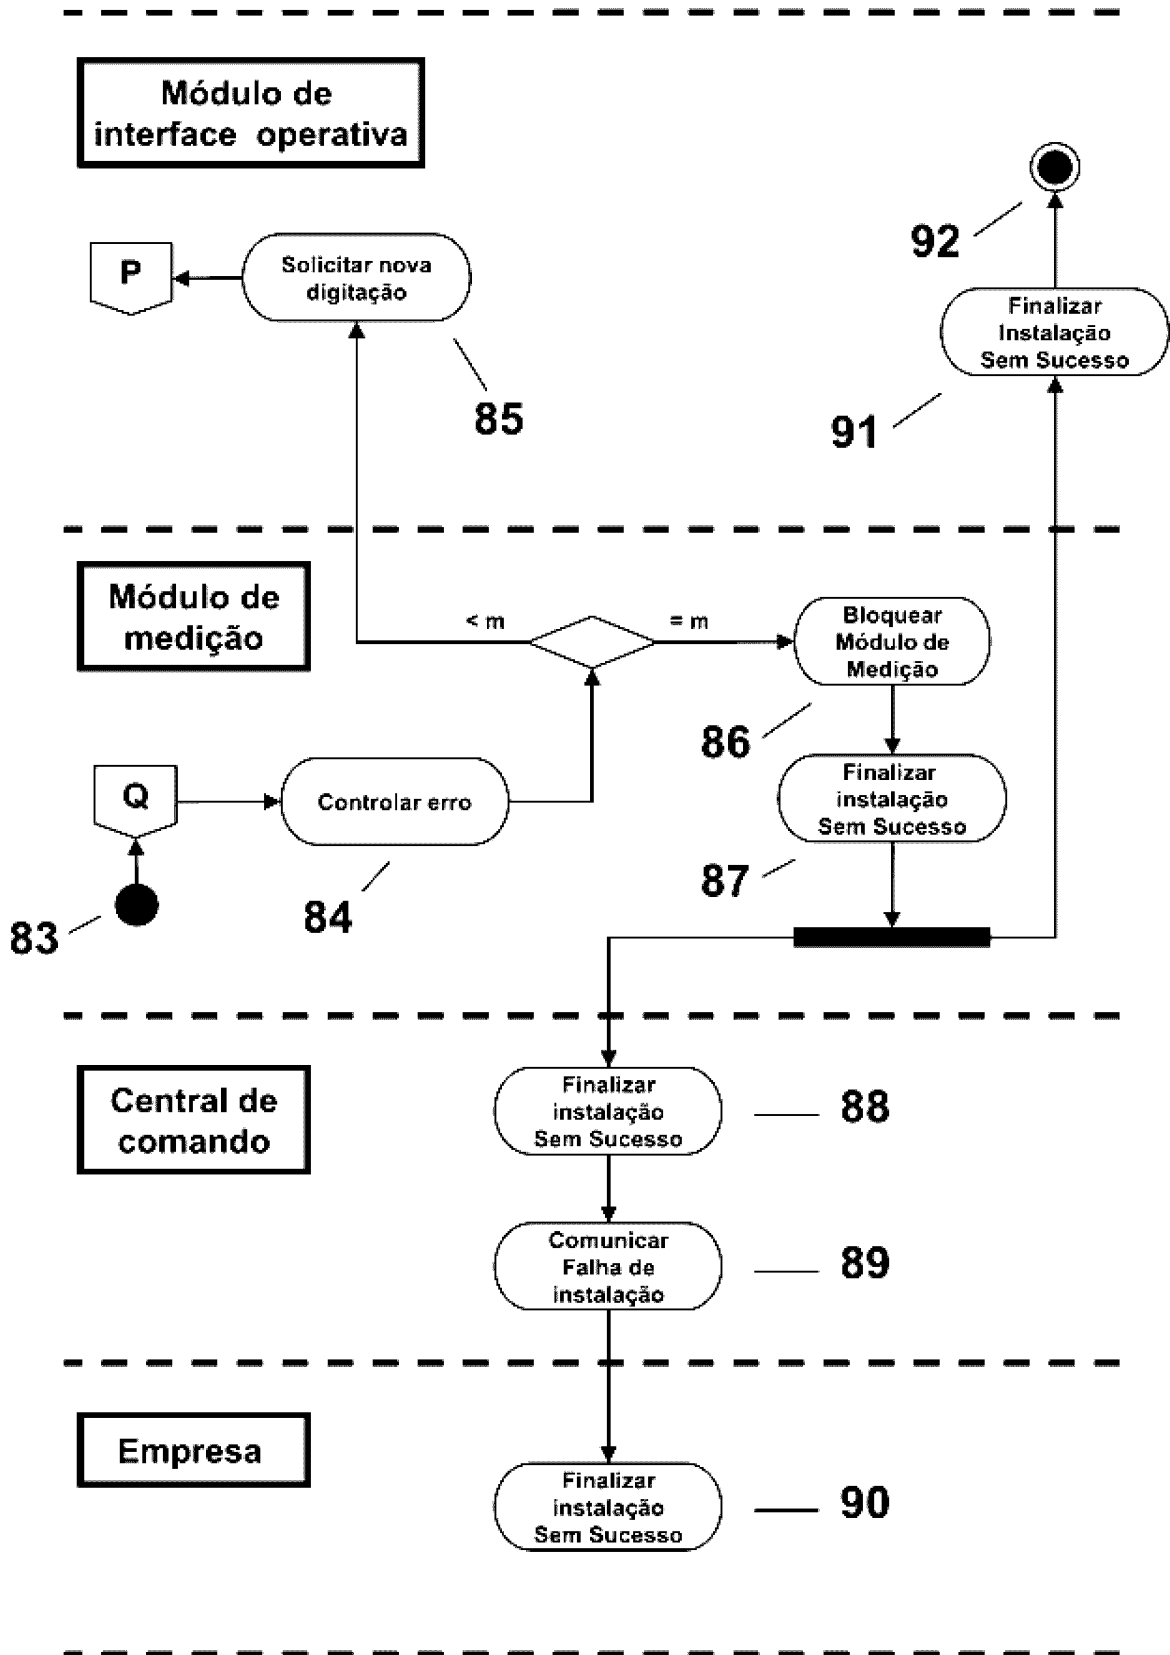 Módulo de
interface operativa
92
P
Solicitar nova
digitação
Finalizar
Instalação
Sem Sucesso
85
91
Módulo de
medição
< m
= m
Bloquear
Módulo de
Medição
86
Q
Controlar erro
Finalizar
instalação
Sem Sucesso
87
83
84
Central de
comando
Finalizar
instalação
Sem Sucesso
88
Comunicar
Falha de
instalação
89
Empresa
Finalizar
instalação
Sem Sucesso
90